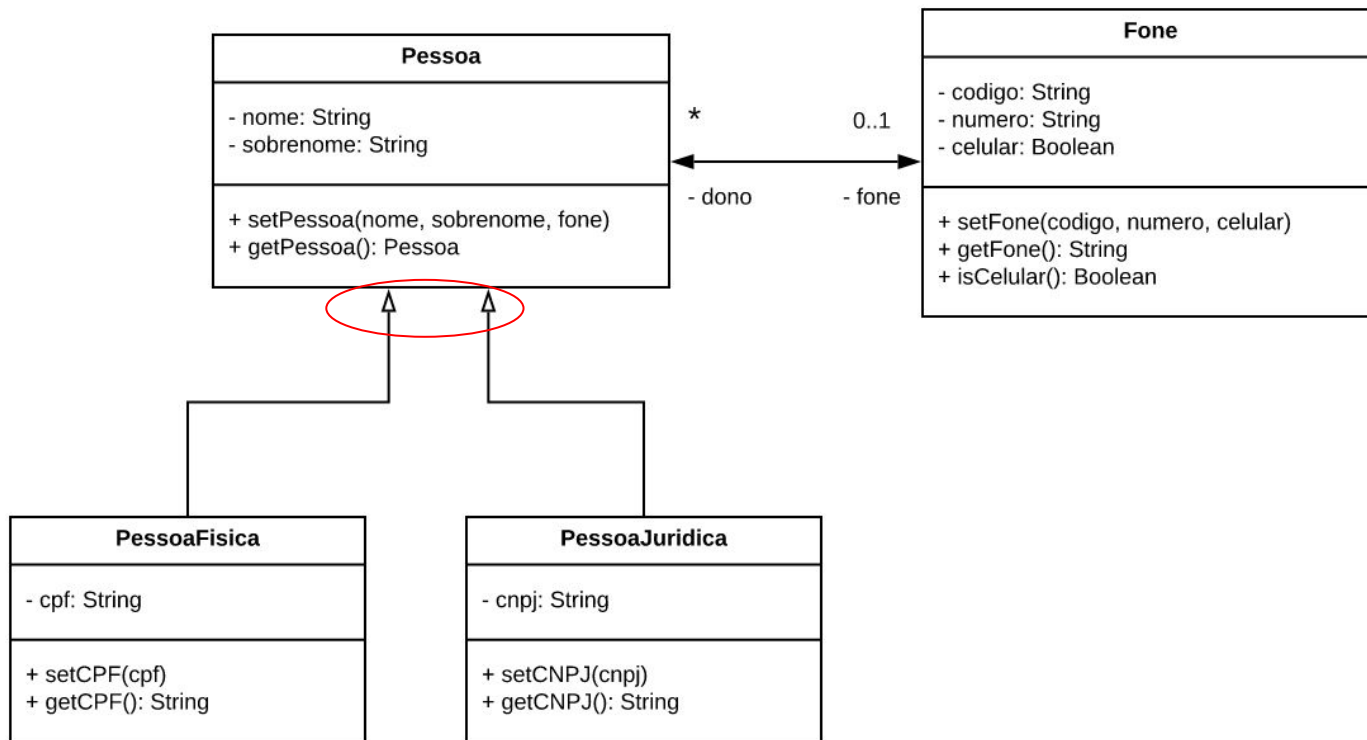 Pessoa
- nome: String
- sobrenome: String
+ setPessoa(nome, sobrenome, fone)
+ getPessoa(): Pessoa
*
0..1
- dono
- fone
Fone
- codigo: String
- numero: String
- celular: Boolean
+ setFone(codigo, numero, celular)
+ getFone(): String
+ isCelular(): Boolean
PessoaFisica
- cpf: String
+ setCPF(cpf)
+ getCPF(): String
PessoaJuridica
- cnpj: String
+ setCNPJ(cnpj)
+ getCNPJ(): String